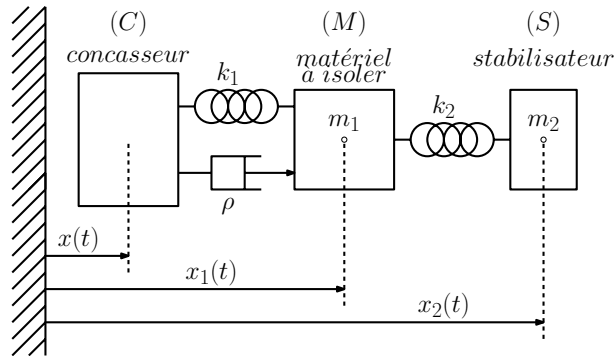 (C) (M) (S)
concasseur matériel à isoler stabilisateur
k₁
k₂
m₁ m₂
ρ
x(t)
x₁(t)
x₂(t)